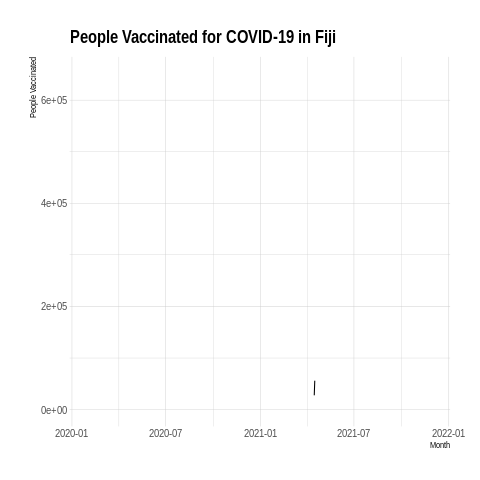 People Vaccinated for COVID-19 in Fiji
People Vaccinated
6e+05
4e+05
2e+05
0e+00
2020-01
2020-07
2021-01
2021-07
2022-01
Month